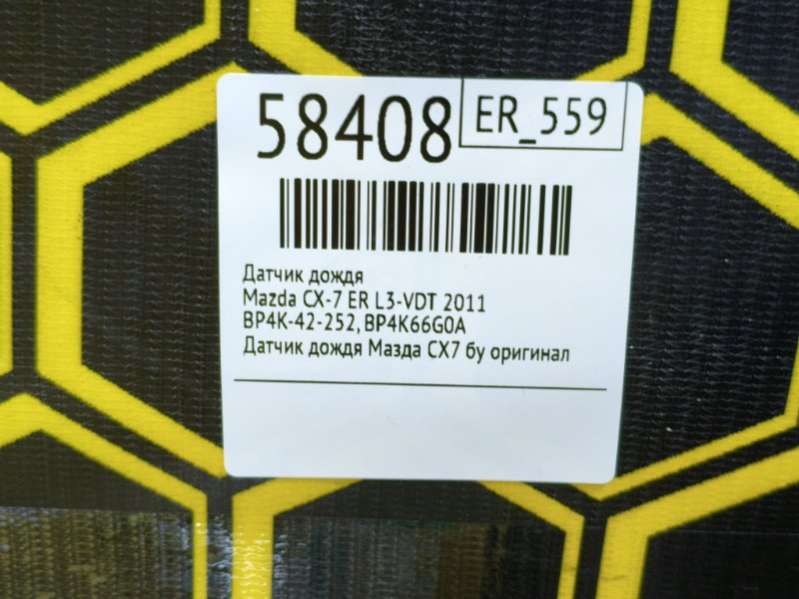 58408
ER_559
Датчик дождя
Mazda CX-7 ER L3-VDT 2011
BP4K-42-252, BP4K66G0A
Датчик дождя Мазда СХ7 бу оригинал